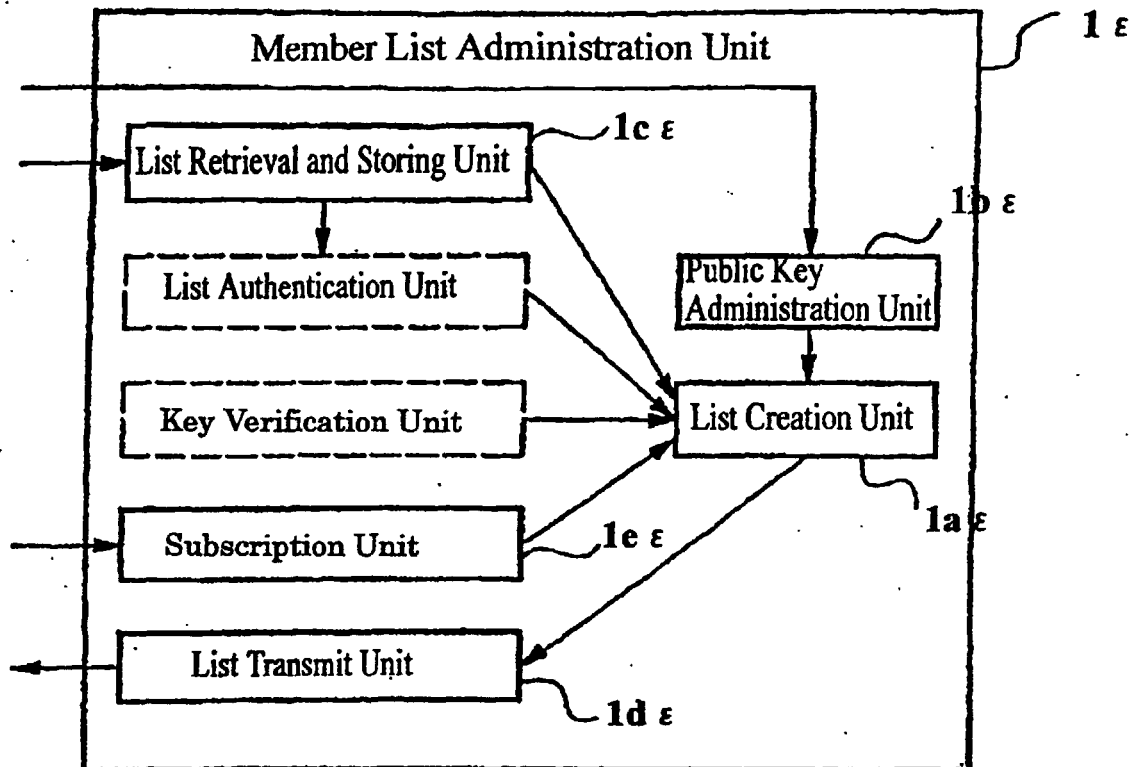 1 ε
Member List Administration Unit
1c ε
List Retrieval and Storing Unit
1b ε
List Authentication Unit
Public Key
Administration Unit
Key Verification Unit
List Creation Unit
1a ε
Subscription Unit
1e ε
List Transmit Unit
1d ε